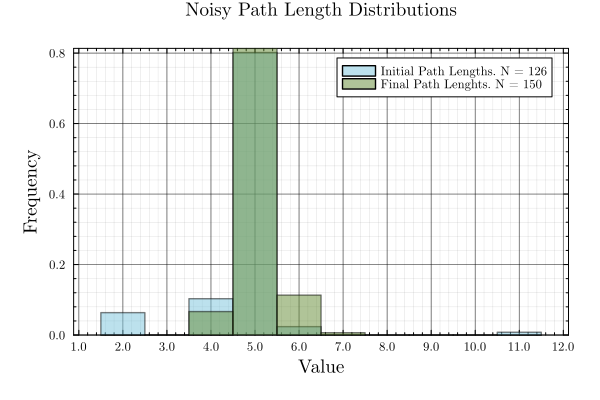 Noisy Path Length Distributions
Initial Path Lengths. N = 126
Final Path Lenghts. N = 150
Frequency
0.8
0.6
0.4
0.2
0.0
1.0 2.0 3.0 4.0 5.0 6.0 7.0 8.0 9.0 10.0 11.0 12.0
Value